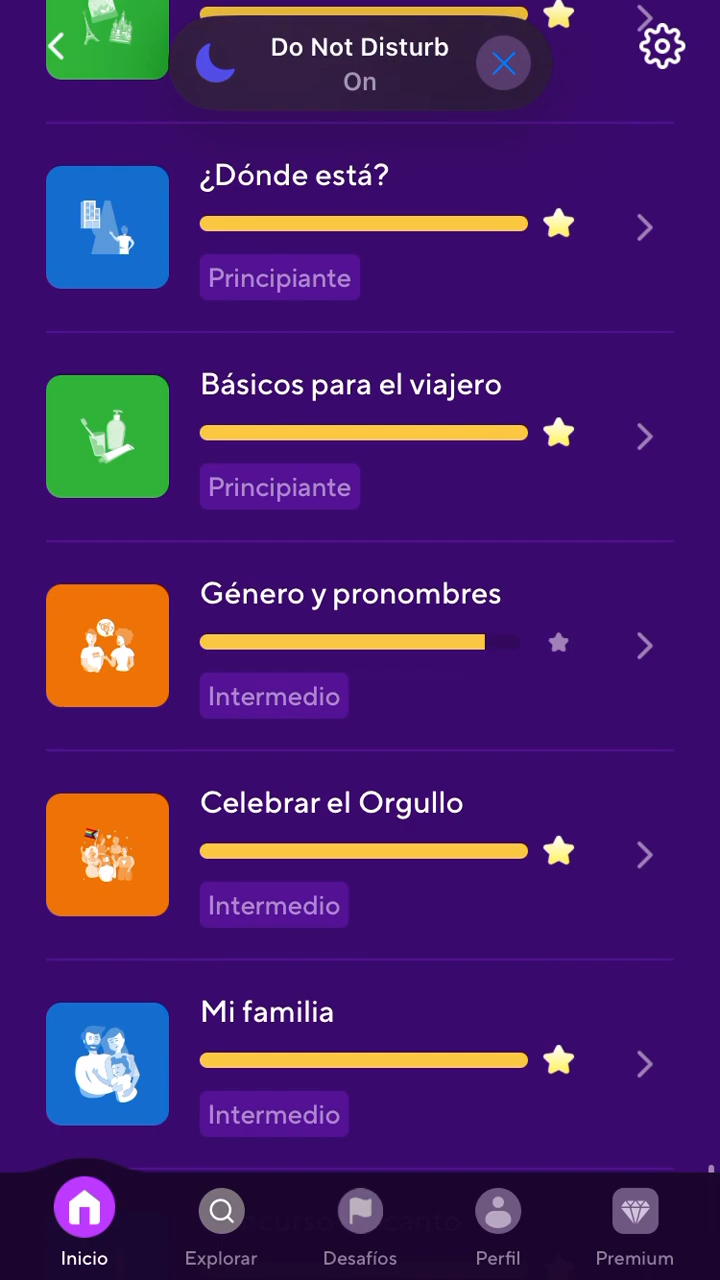 Do Not Disturb
On
¿Dónde está?
Principiante
Básicos para el viajero
Principiante
Género y pronombres
Intermedio
Celebrar el Orgullo
Intermedio
Mi familia
Intermedio
Inicio
Explorar
Desafíos
Perfil
Premium